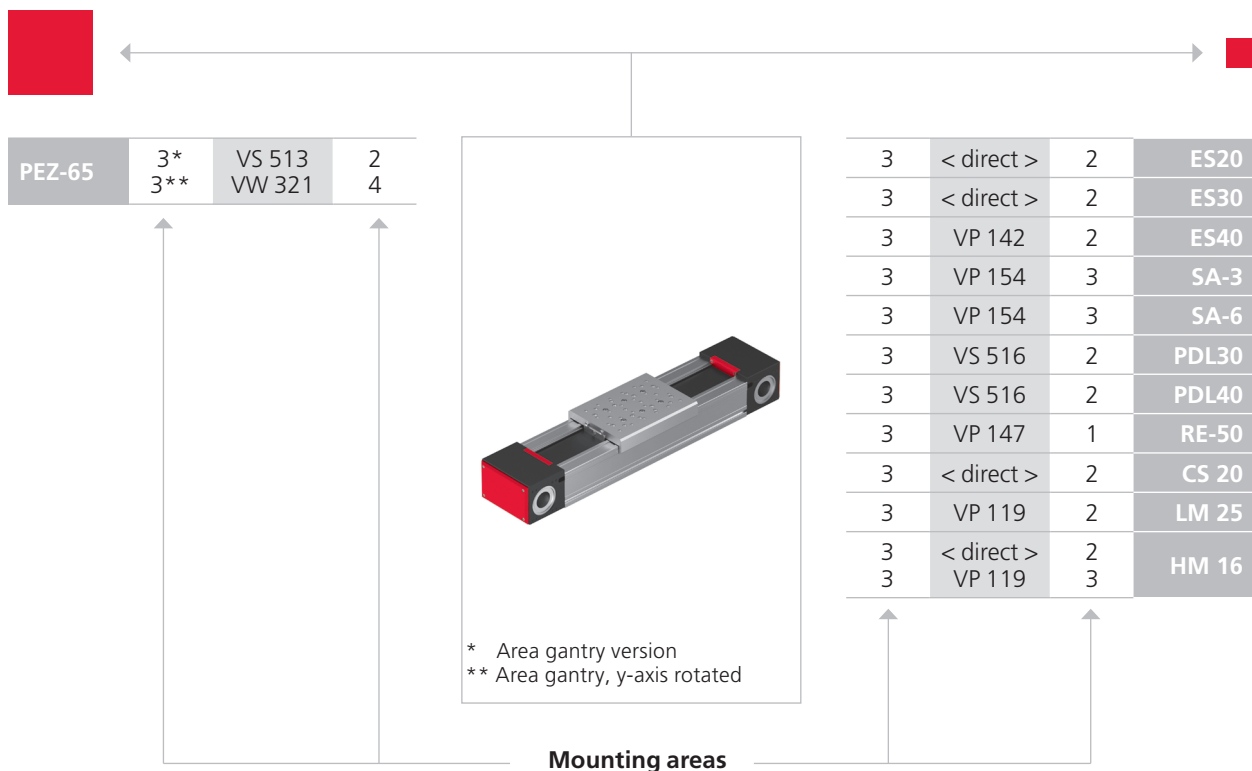 PEZ-65 3* VS 513 2
3** VW 321 4
3 < direct > 2 ES20
3 < direct > 2 ES30
3 VP 142 2 ES40
3 VP 154 3 SA-3
3 VP 154 3 SA-6
3 VS 516 2 PDL30
3 VS 516 2 PDL40
3 VP 147 1 RE-50
3 < direct > 2 CS 20
3 VP 119 2 LM 25
3 < direct > 2 HM 16
3 VP 119 3
* Area gantry version
** Area gantry, y-axis rotated
Mounting areas